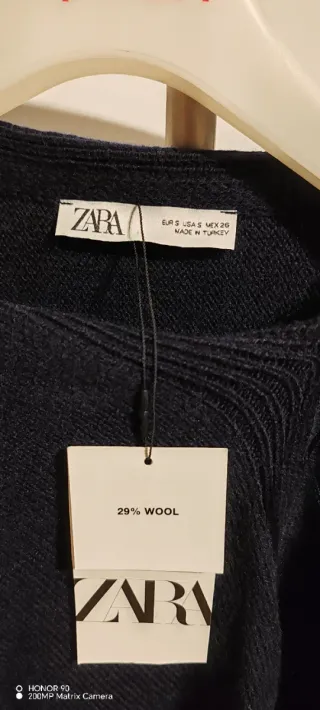 ZARA
EUR S USA S MEX 26
MADE IN TURKEY
29% WOOL
ZARA
HONOR 90
200MP Matrix Camera